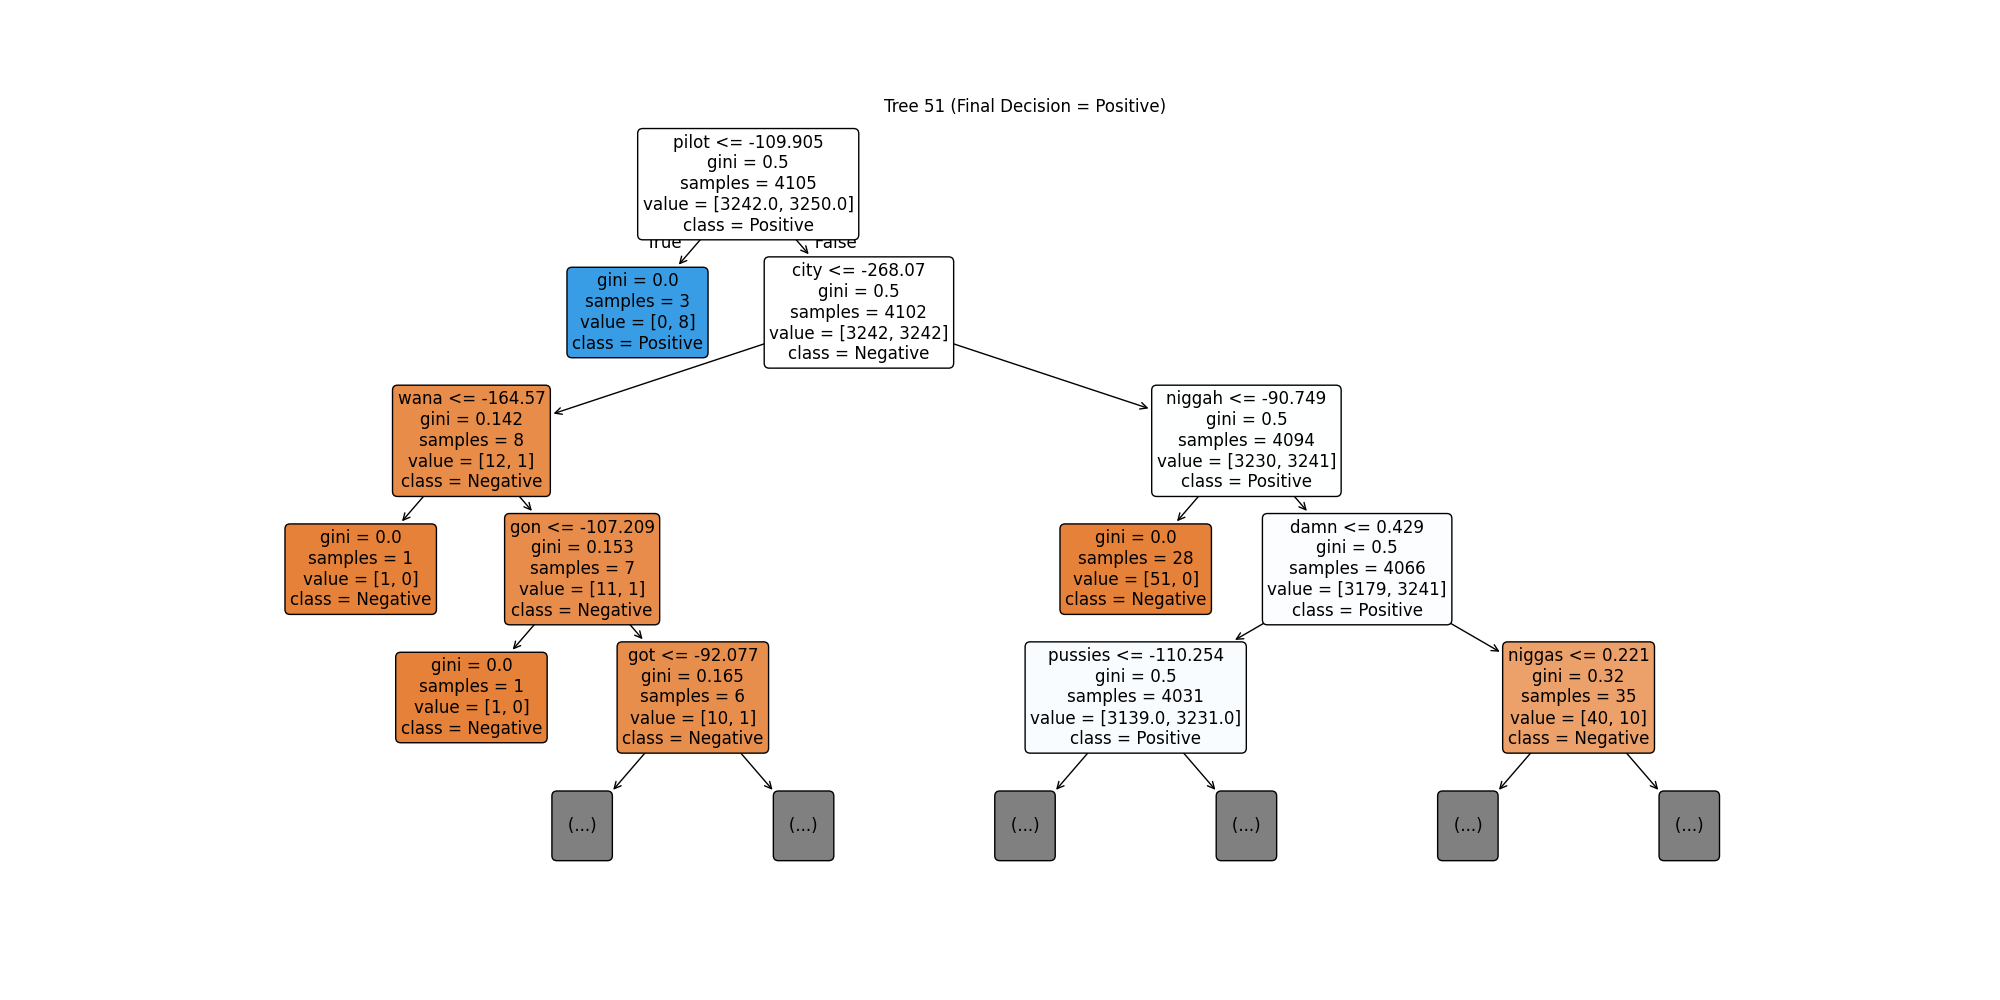 Tree 51 (Final Decision = Positive)
pilot <= -109.905
gini = 0.5
samples = 4105
value = [3242.0, 3250.0]
class = Positive
True
False
gini = 0.0
samples = 3
value = [0, 8]
class = Positive
city <= -268.07
gini = 0.5
samples = 4102
value = [3242, 3242]
class = Negative
wana <= -164.57
gini = 0.142
samples = 8
value = [12, 1]
class = Negative
niggah <= -90.749
gini = 0.5
samples = 4094
value = [3230, 3241]
class = Positive
gini = 0.0
samples = 1
value = [1, 0]
class = Negative
gon <= -107.209
gini = 0.153
samples = 7
value = [11, 1]
class = Negative
gini = 0.0
samples = 28
value = [51, 0]
class = Negative
damn <= 0.429
gini = 0.5
samples = 4066
value = [3179, 3241]
class = Positive
gini = 0.0
samples = 1
value = [1, 0]
class = Negative
got <= -92.077
gini = 0.165
samples = 6
value = [10, 1]
class = Negative
pussies <= -110.254
gini = 0.5
samples = 4031
value = [3139.0, 3231.0]
class = Positive
niggas <= 0.221
gini = 0.32
samples = 35
value = [40, 10]
class = Negative
(...)
(...)
(...)
(...)
(...)
(...)